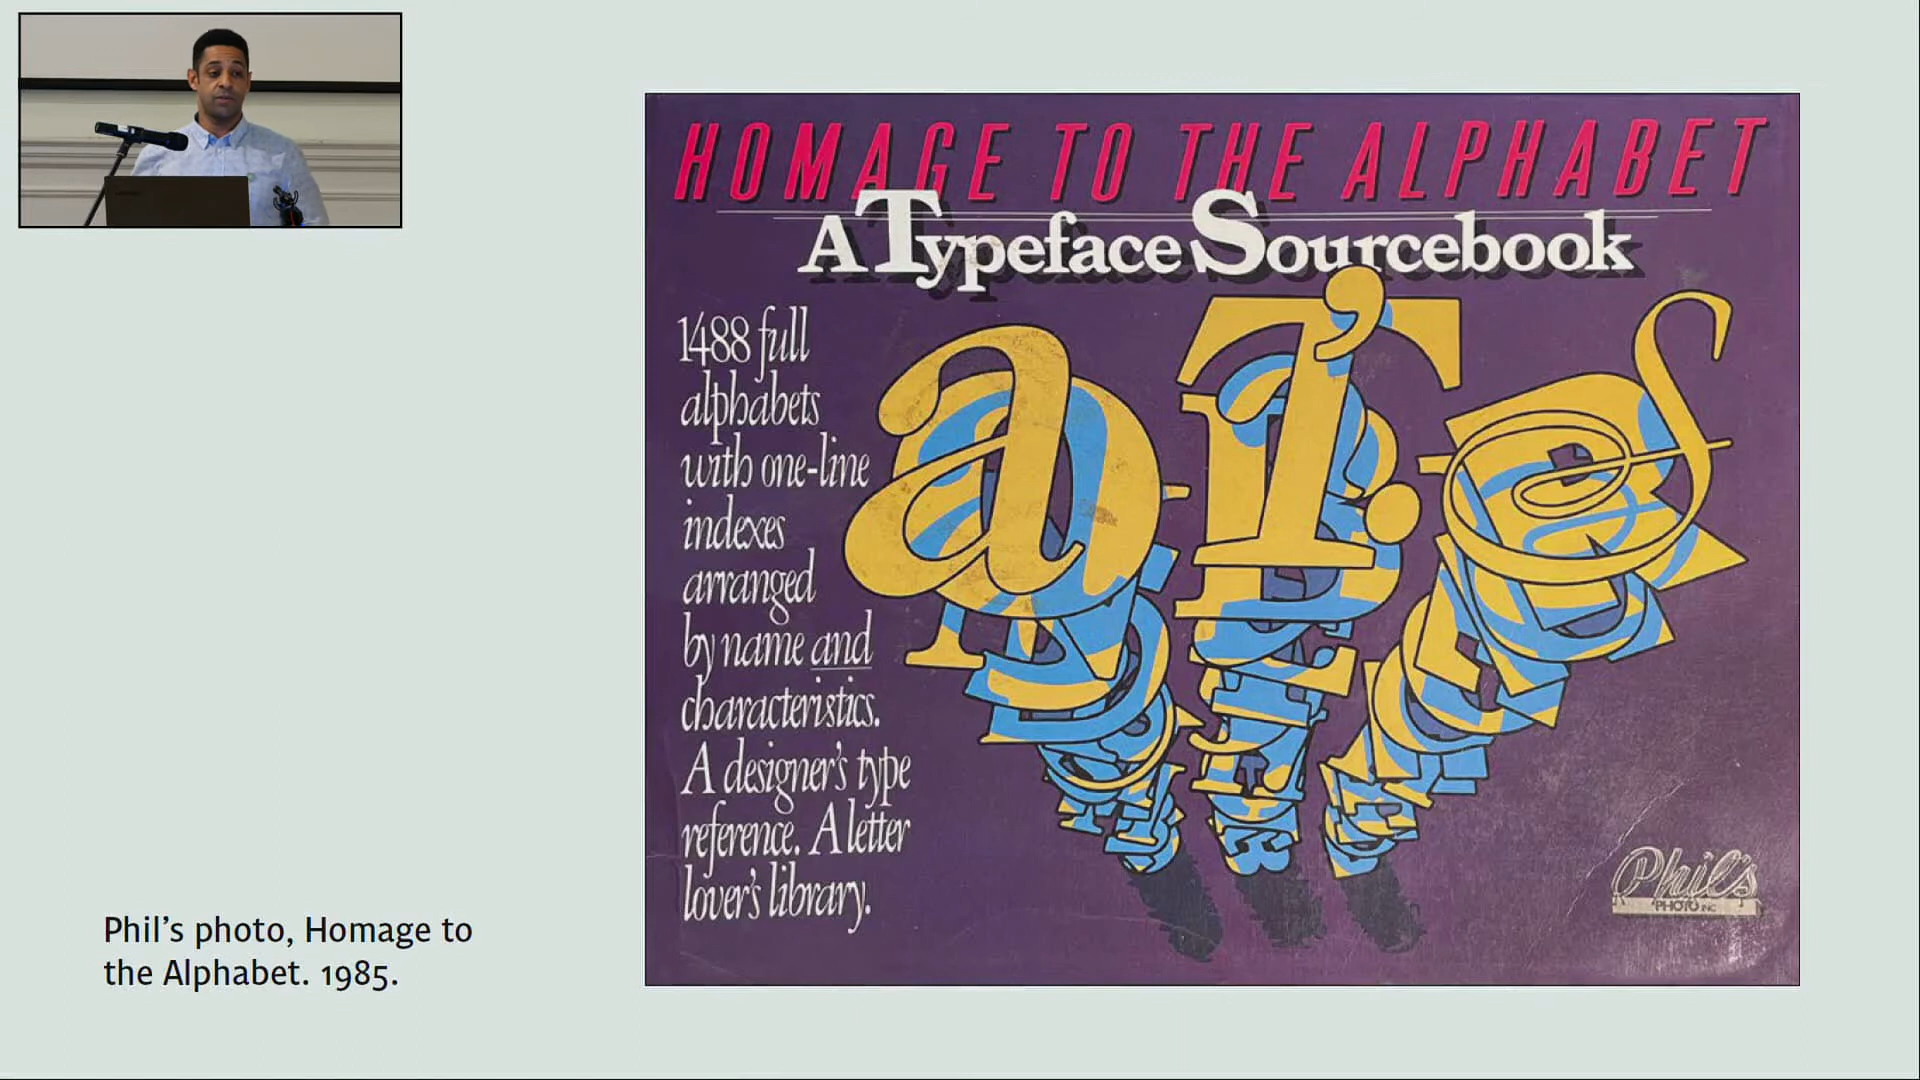 HOMAGE TO THE ALPHABET
A Typeface Sourcebook
1488 full
alphabets
with one-line
indexes
arranged
by name and
characteristics.
A designer's type
reference. A letter
lover's library.
Phil's
PHOTO INC
Phil's photo, Homage to
the Alphabet. 1985.